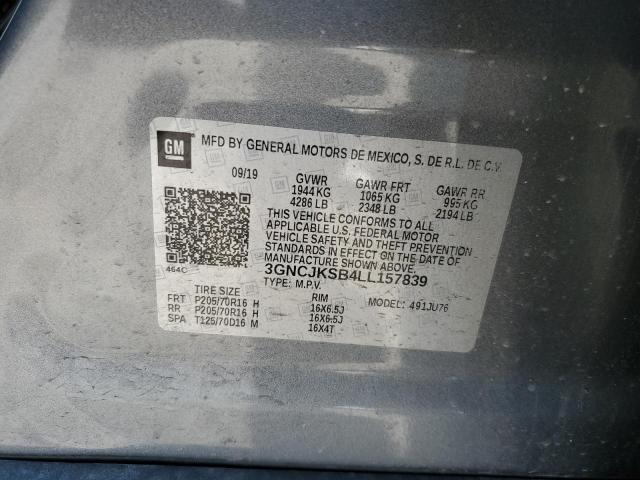 GM
MFD BY GENERAL MOTORS DE MEXICO, S. DE R.L. DE C.V.
09/19 GVWR GAWR FRT GAWR RR
1944 KG 1065 KG 995 KG
4286 LB 2348 LB 2194 LB
THIS VEHICLE CONFORMS TO ALL
APPLICABLE U.S. FEDERAL MOTOR
VEHICLE SAFETY AND THEFT PREVENTION
STANDARDS IN EFFECT ON THE DATE OF
MANUFACTURE SHOWN ABOVE.
464C
3GNCJKSB4LL157839
TYPE: M.P.V.
TIRE SIZE RIM MODEL: 491JU76
FRT P205/70R16 H 16X6.5J
RR P205/70R16 H 16X6.5J
SPA T125/70D16 M 16X4T